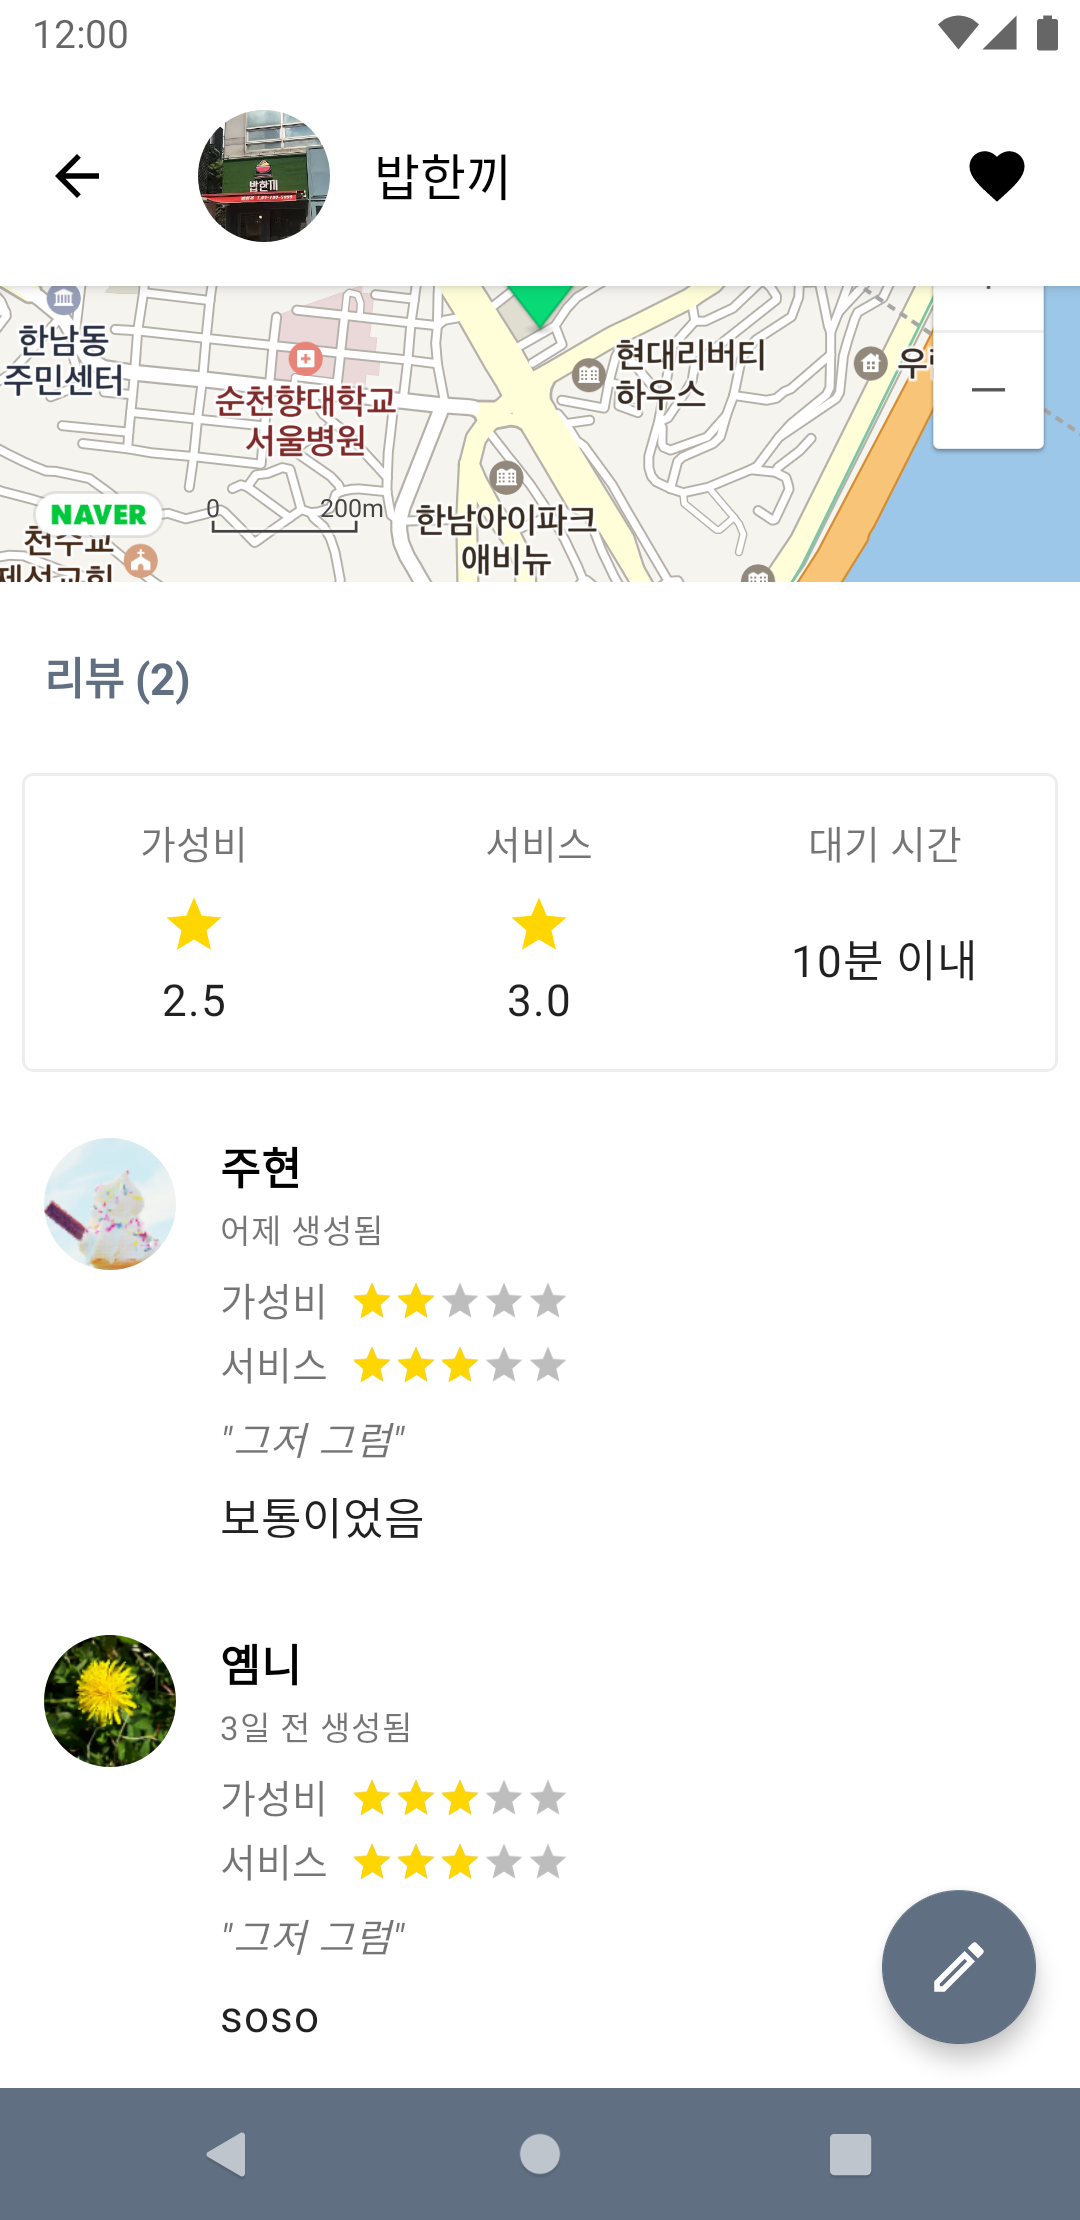 12:00
밥한끼
밥한끼
한남동
주민센터
순천향대학교
서울병원
현대리버티
하우스
NAVER
0 200m
한남아이파크
애비뉴
천주교
리뷰 (2)
가성비 서비스 대기 시간
2.5 3.0 10분 이내
주현
어제 생성됨
가성비
서비스
"그저 그럼"
보통이었음
옘니
3일 전 생성됨
가성비
서비스
"그저 그럼"
soso